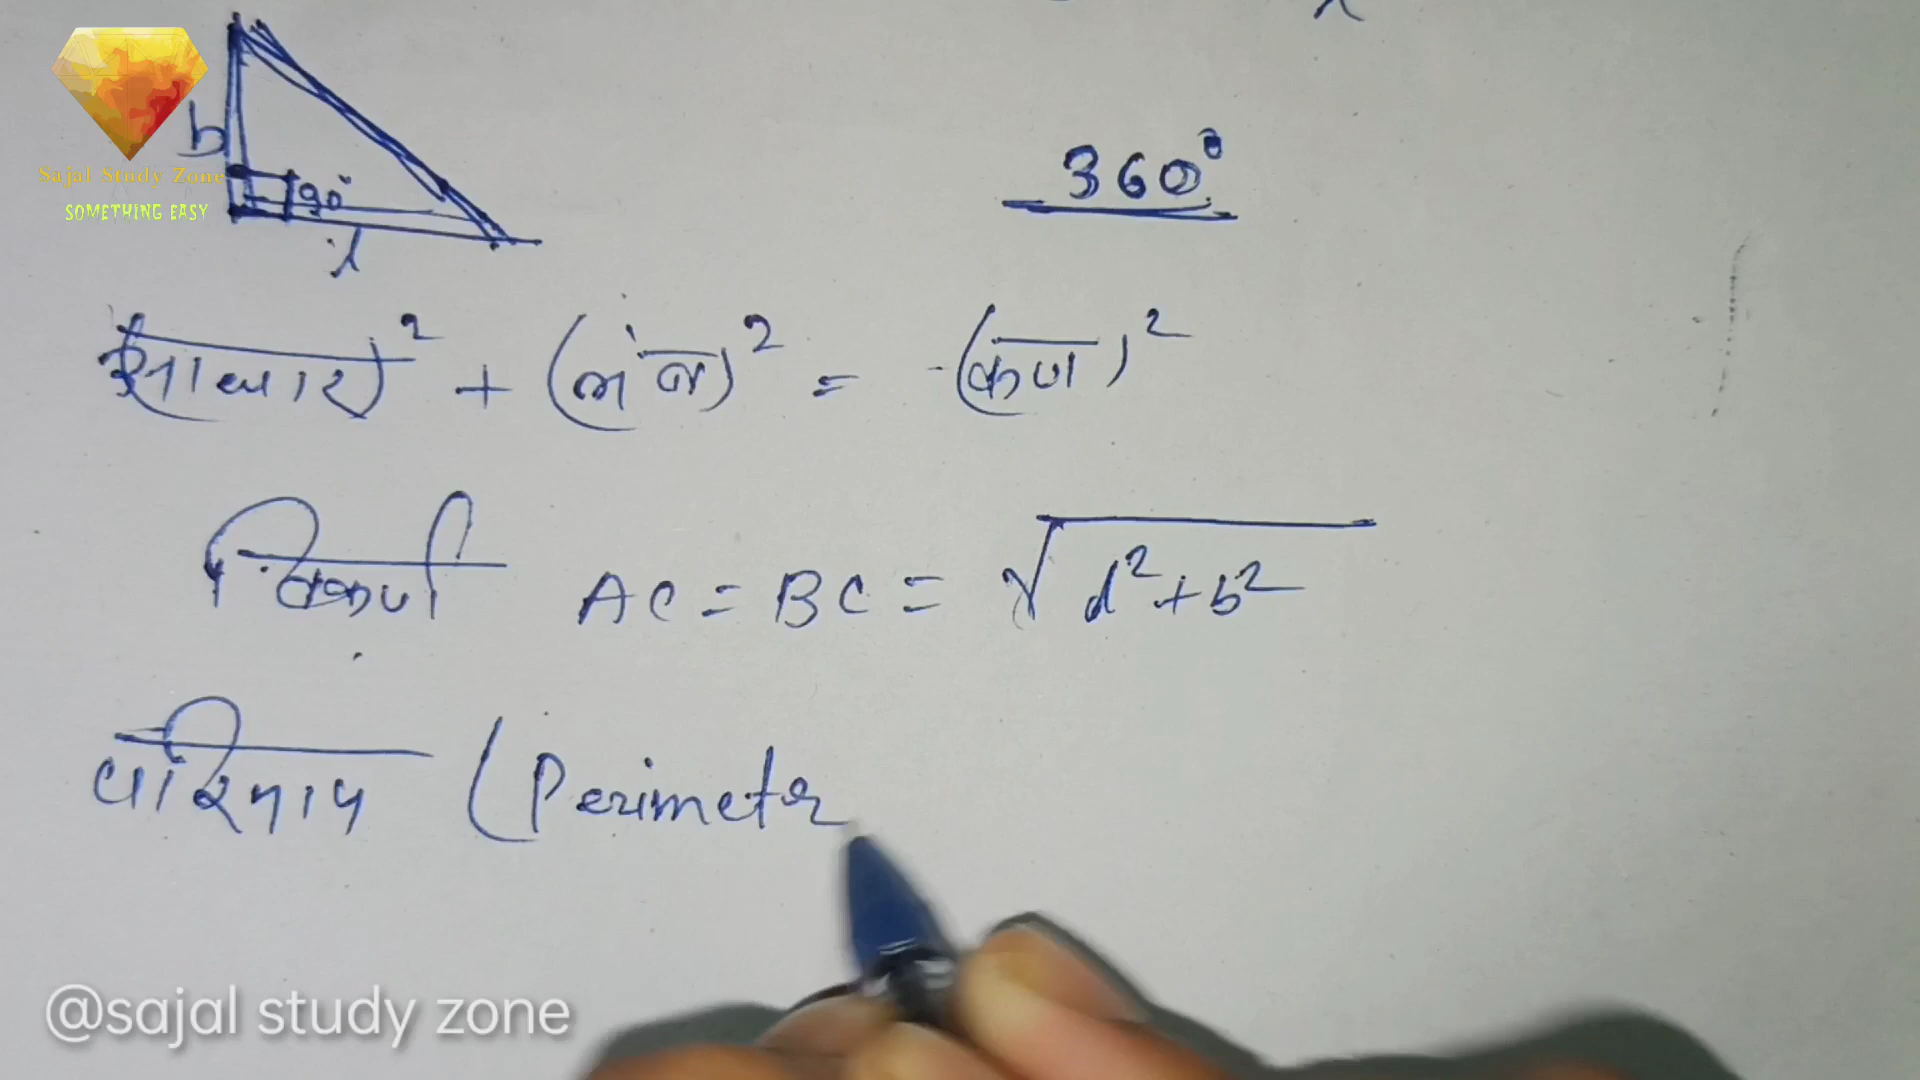 b
Sajal Study Zone
SOMETHING EASY
90°
l
360°
(आधार)² + (लंब)² = (कर्ण)²
विकर्ण AC = BC = √d²+b²
परिमाप (Perimeter
@sajal study zone